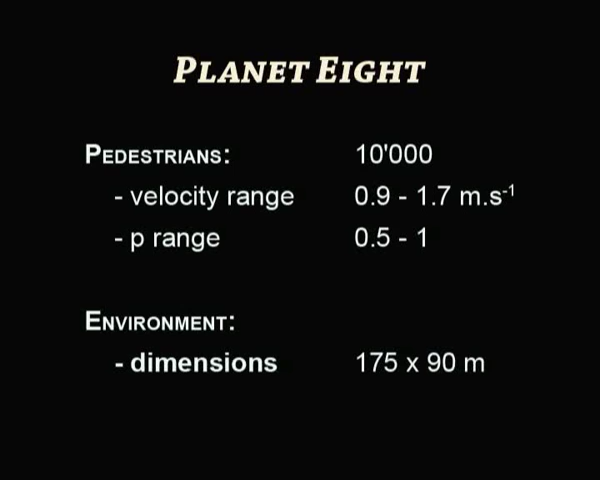 PLANET EIGHT
PEDESTRIANS: 10'000
- velocity range 0.9 - 1.7 m.s⁻¹
- p range 0.5 - 1
ENVIRONMENT:
- dimensions 175 x 90 m